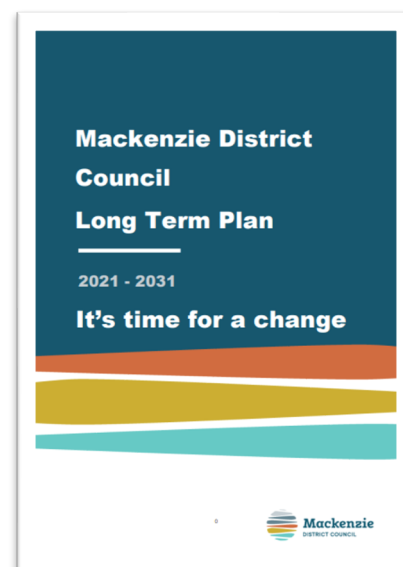 Mackenzie District
Council
Long Term Plan
2021 - 2031
It's time for a change
0
Mackenzie
DISTRICT COUNCIL